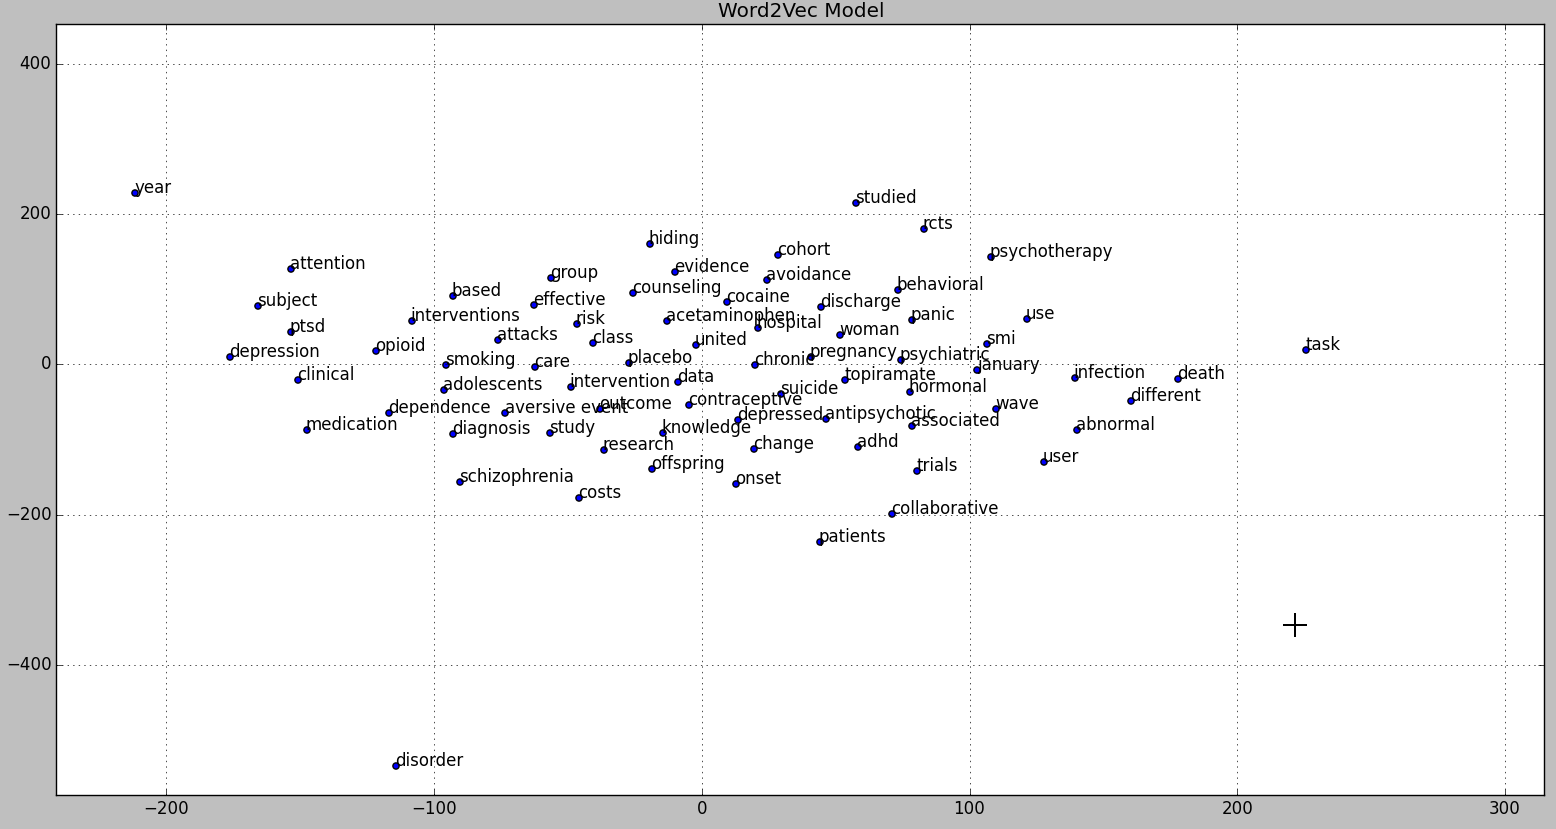 Word2Vec Model
400
year
studied
200
rcts
hiding
cohort
psychotherapy
attention
evidence
group
avoidance
behavioral
based
counseling
subject
effective
cocaine
discharge
interventions
risk
acetaminophen
hospital
panic
use
ptsd
attacks
class
united
woman
smi
task
opioid
depression
0
smoking
care
placebo
chronic
pregnancy
psychiatric
january
clinical
adolescents
intervention
data
suicide
topiramate
hormonal
infection
death
dependence
aversive event
outcome
contraceptive
wave
different
medication
diagnosis
study
knowledge
depressed
antipsychotic
associated
abnormal
research
change
adhd
offspring
trials
user
schizophrenia
costs
onset
−200
collaborative
patients
−400
disorder
−200
−100
0
100
200
300